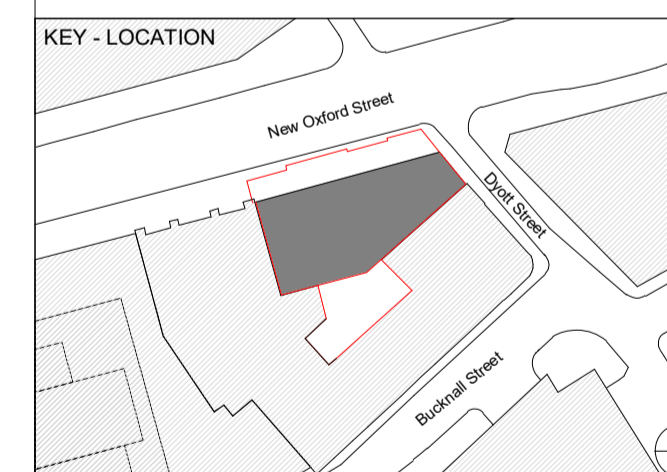 KEY - LOCATION
New Oxford Street
Dyott Street
Bucknall Street